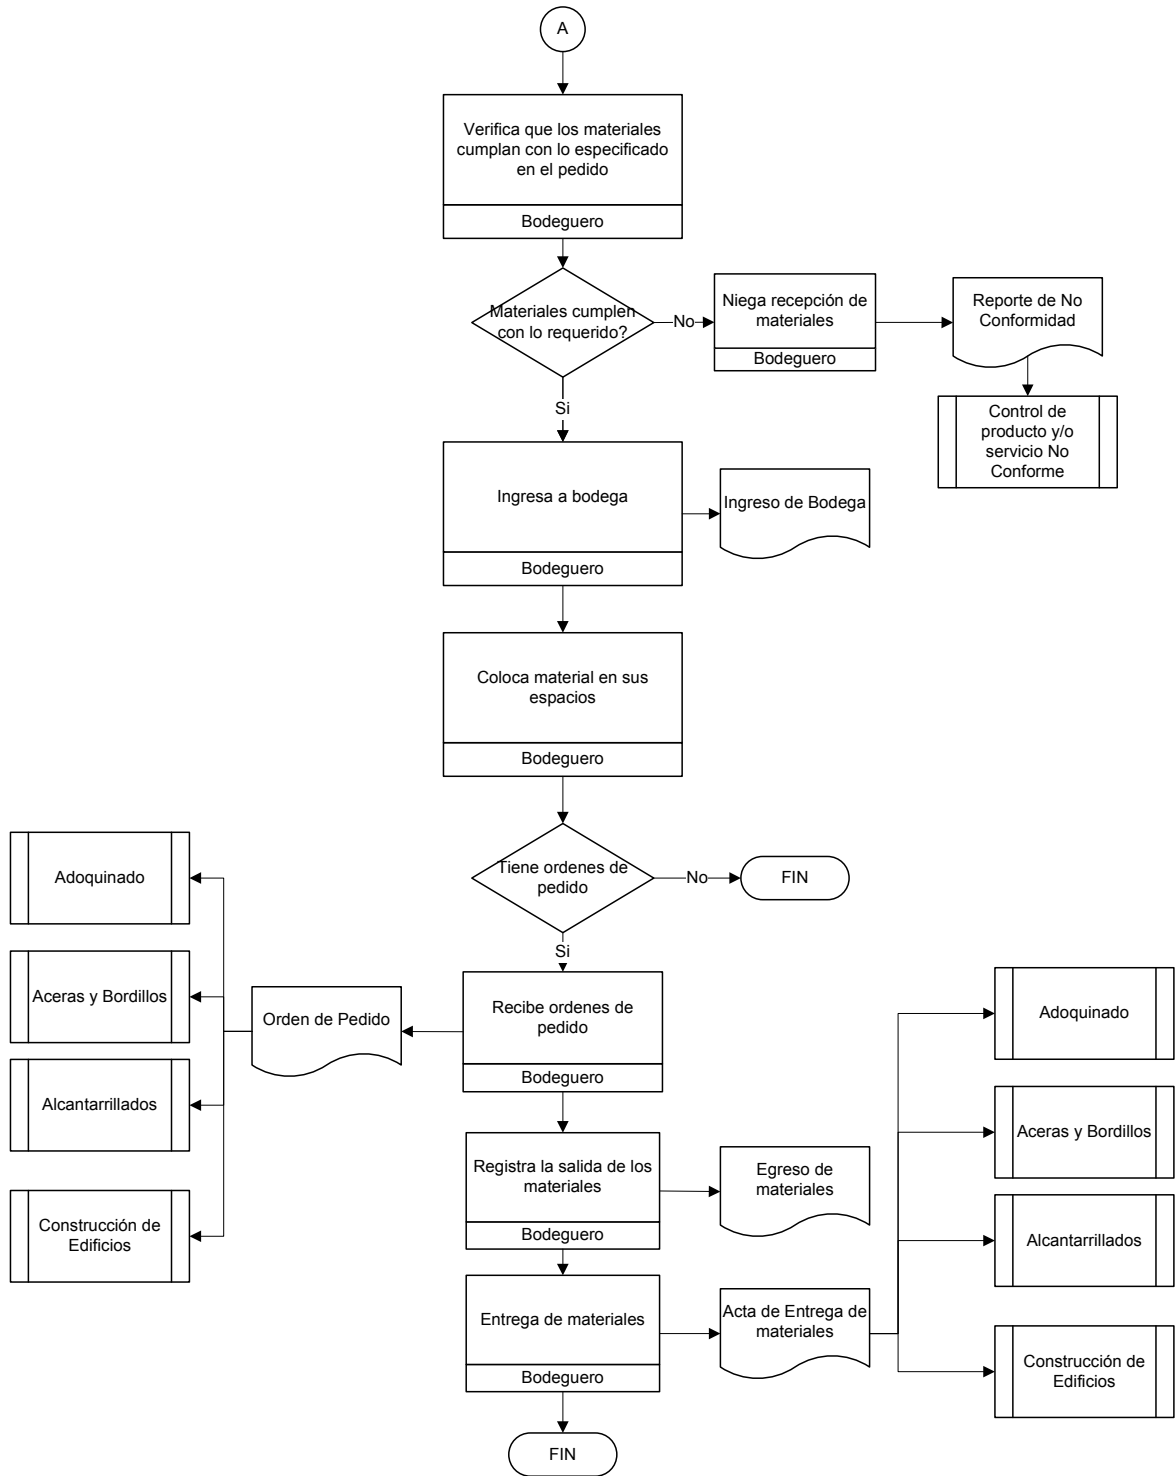 A
Verifica que los materiales
cumplan con lo especificado
en el pedido
Bodeguero
Materiales cumplen
con lo requerido?
No
Niega recepción de
materiales
Bodeguero
Reporte de No
Conformidad
Control de
producto y/o
servicio No
Conforme
Si
Ingresa a bodega
Bodeguero
Ingreso de Bodega
Coloca material en sus
espacios
Bodeguero
Tiene ordenes de
pedido
No
FIN
Si
Recibe ordenes de
pedido
Bodeguero
Orden de Pedido
Adoquinado
Aceras y Bordillos
Alcantarrillados
Construcción de
Edificios
Registra la salida de los
materiales
Bodeguero
Egreso de
materiales
Entrega de materiales
Bodeguero
Acta de Entrega de
materiales
Adoquinado
Aceras y Bordillos
Alcantarrillados
Construcción de
Edificios
FIN